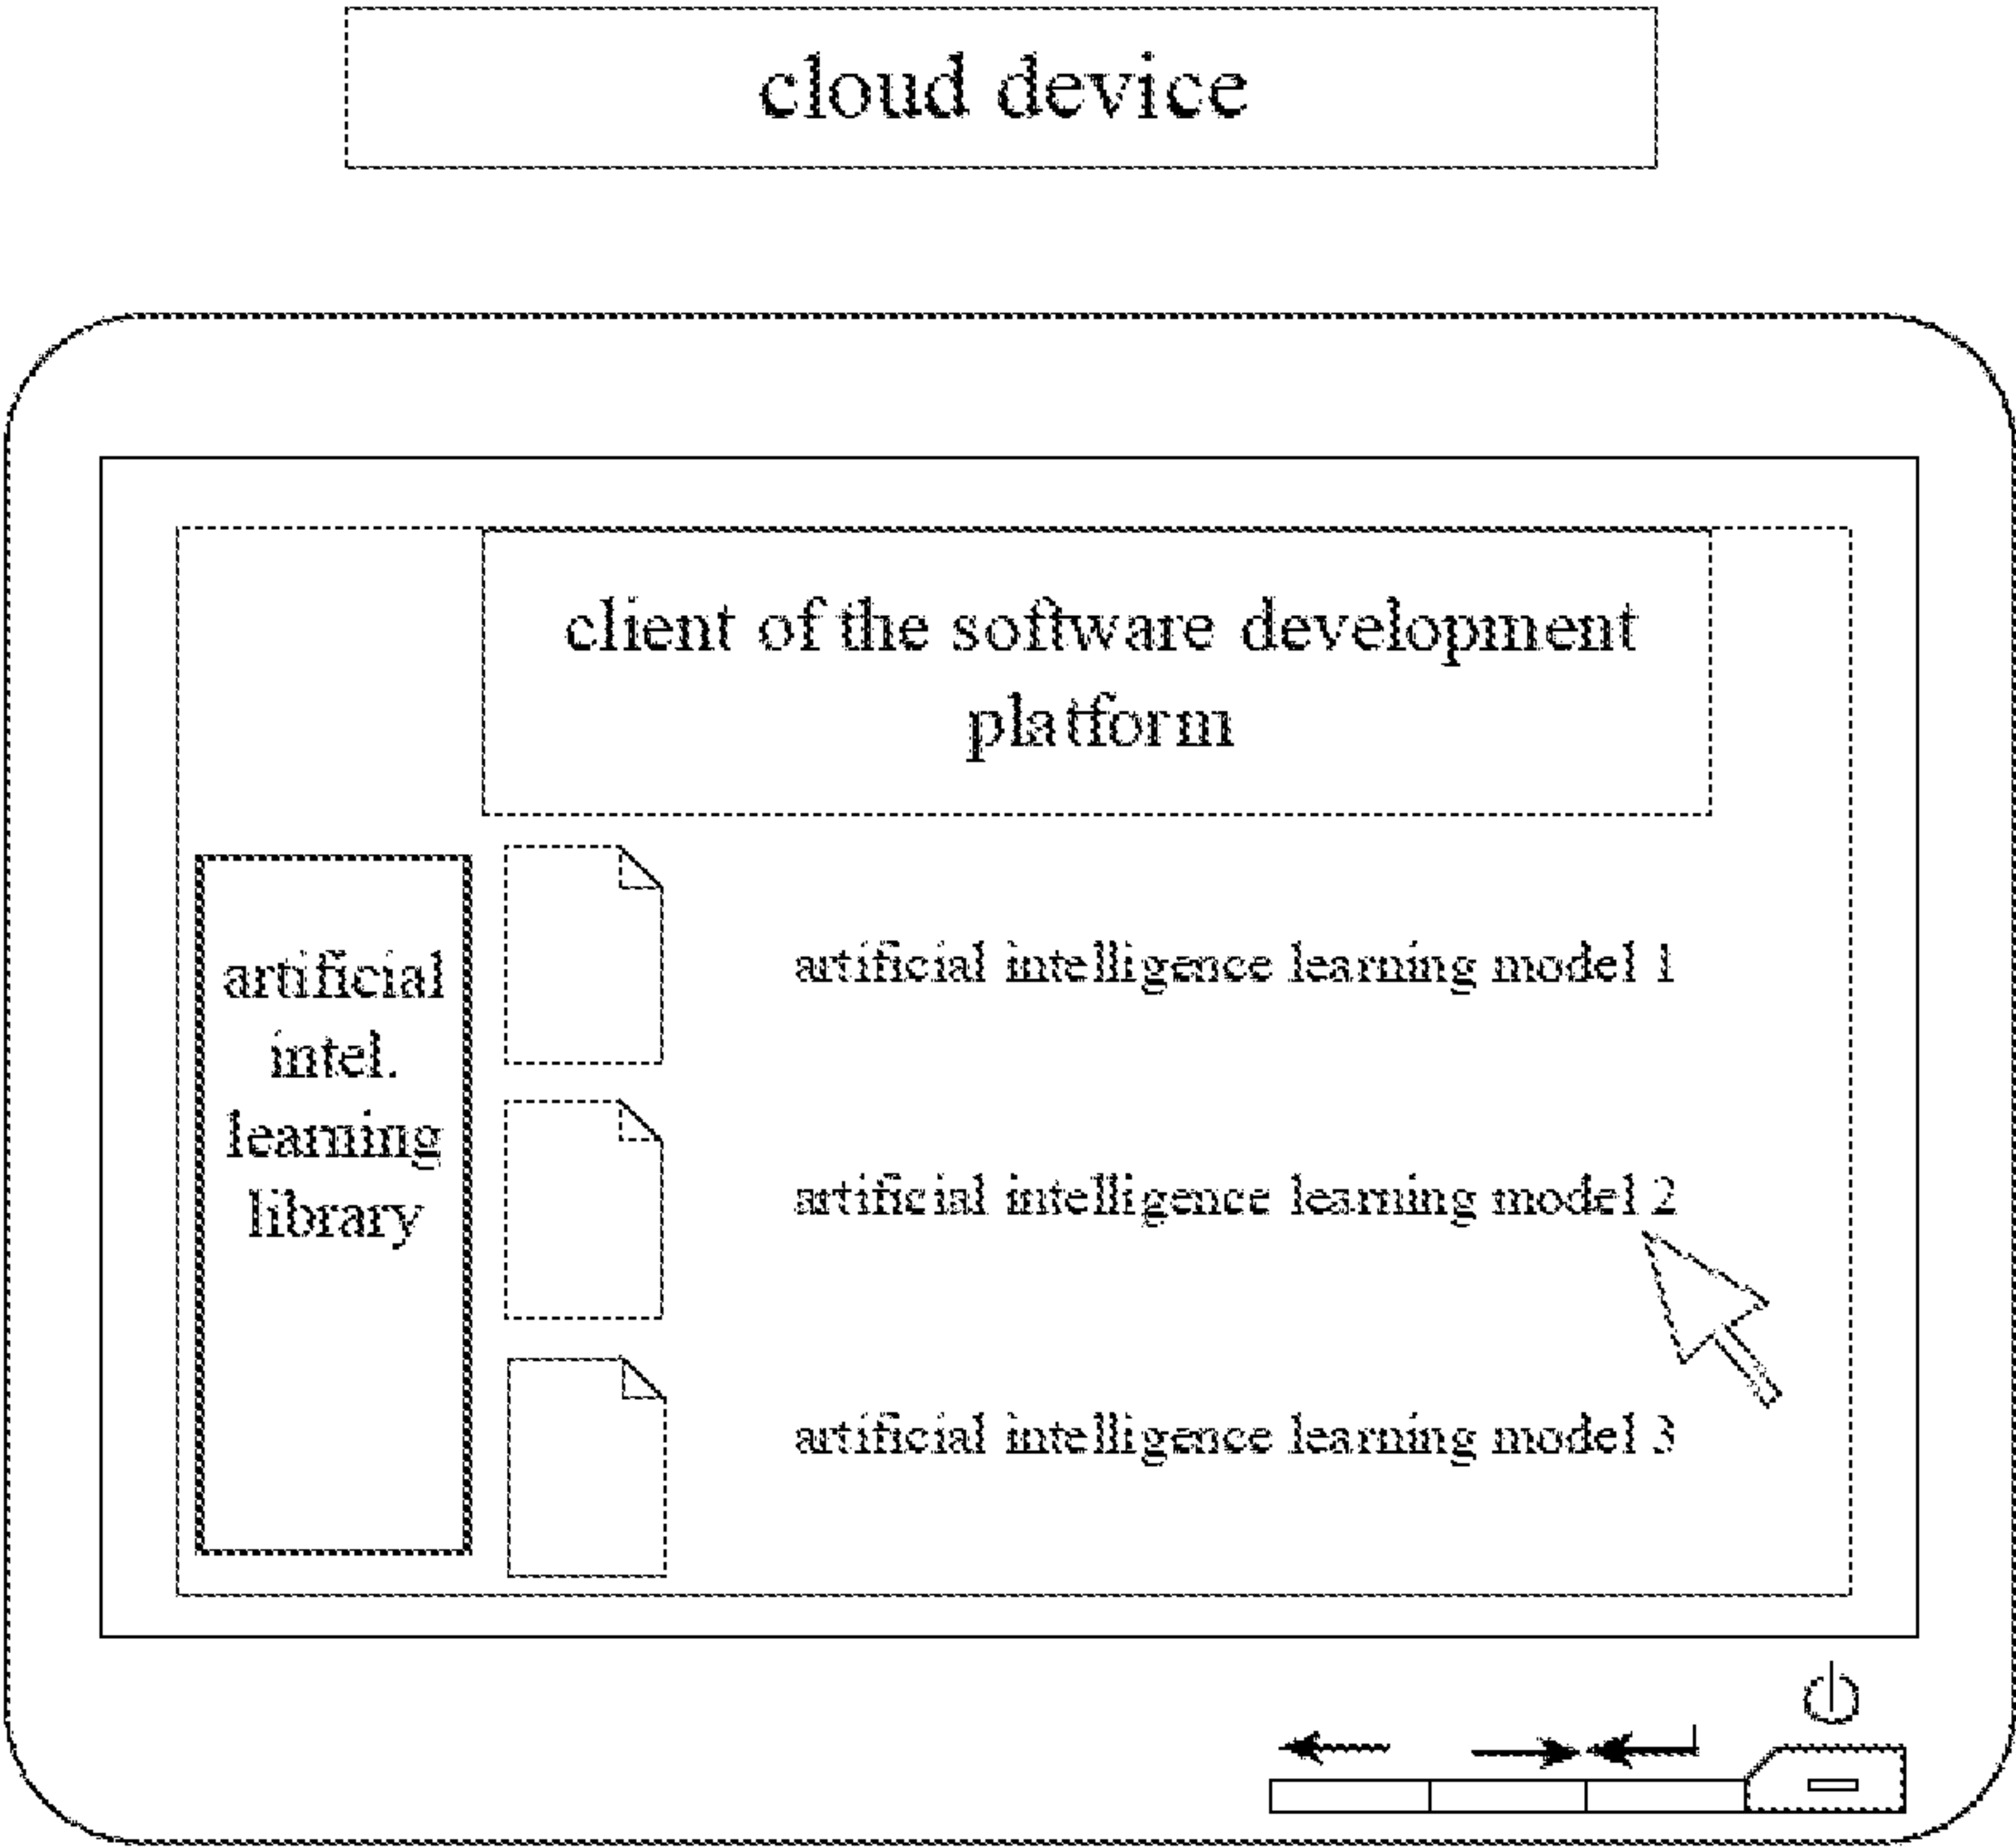 cloud device
client of the software development
platform
artificial
intel.
learning
library
artificial intelligence learning model 1
artificial intelligence learning model 2
artificial intelligence learning model 3